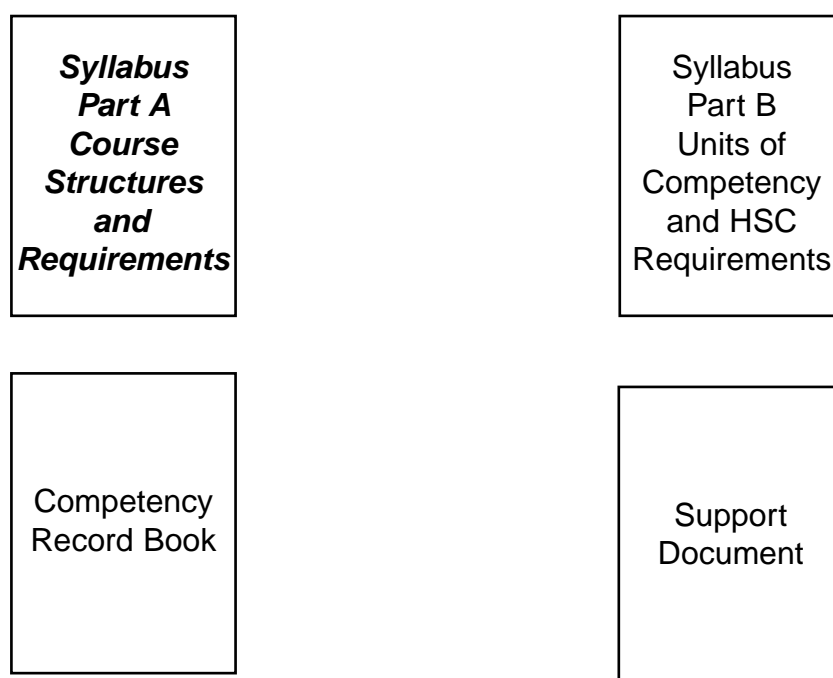 Syllabus
Part A
Course
Structures
and
Requirements
Syllabus
Part B
Units of
Competency
and HSC
Requirements
Competency
Record Book
Support
Document